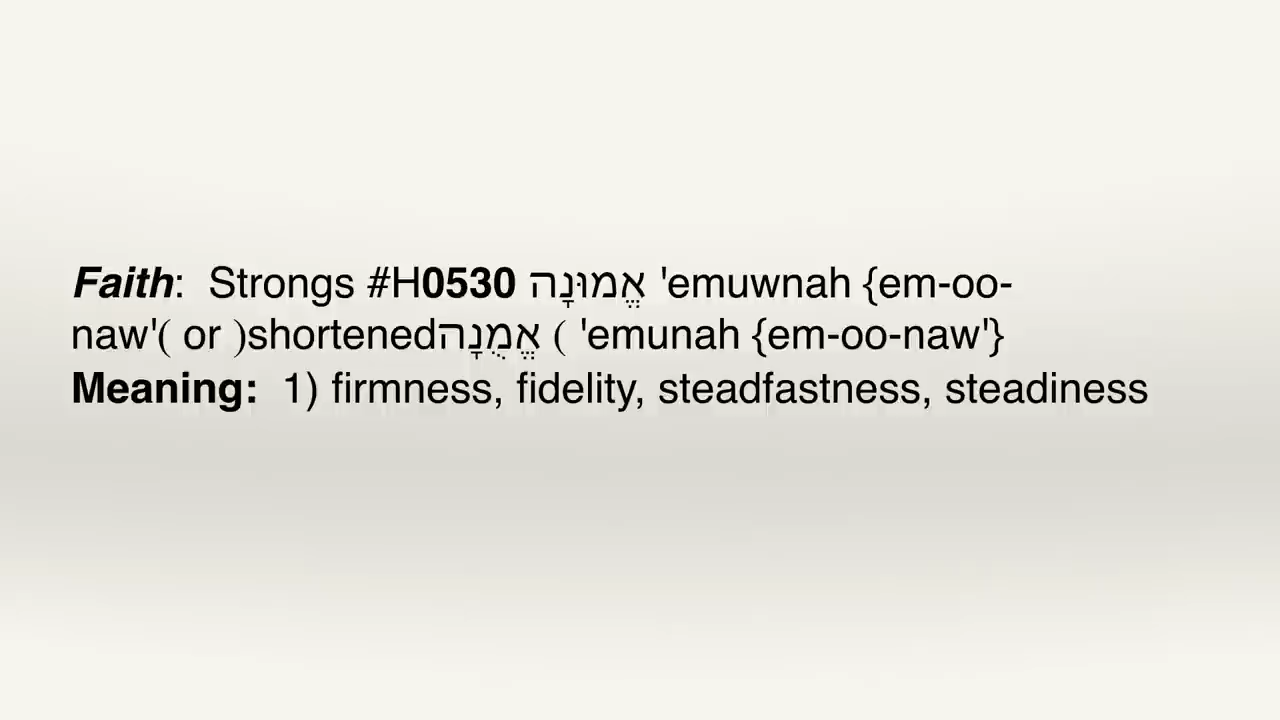 Faith:  Strongs #H0530 אֱמוּנָה 'emuwnah {em-oo-
naw'( or )shortenedאֱמֻנָה ( 'emunah {em-oo-naw'}
Meaning:  1) firmness, fidelity, steadfastness, steadiness